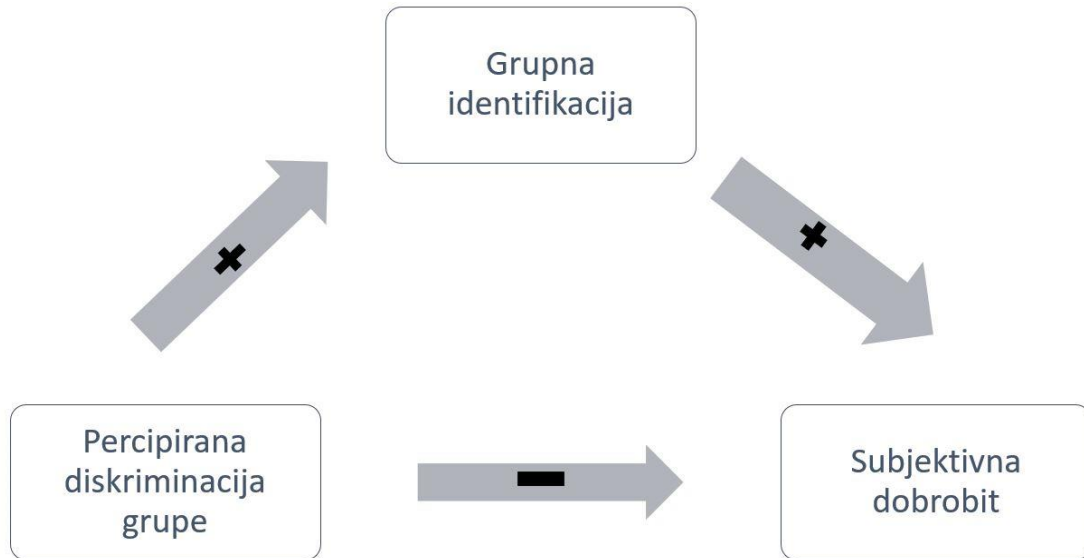 Grupna
identifikacija
Percipirana
diskriminacija
grupe
Subjektivna
dobrobit